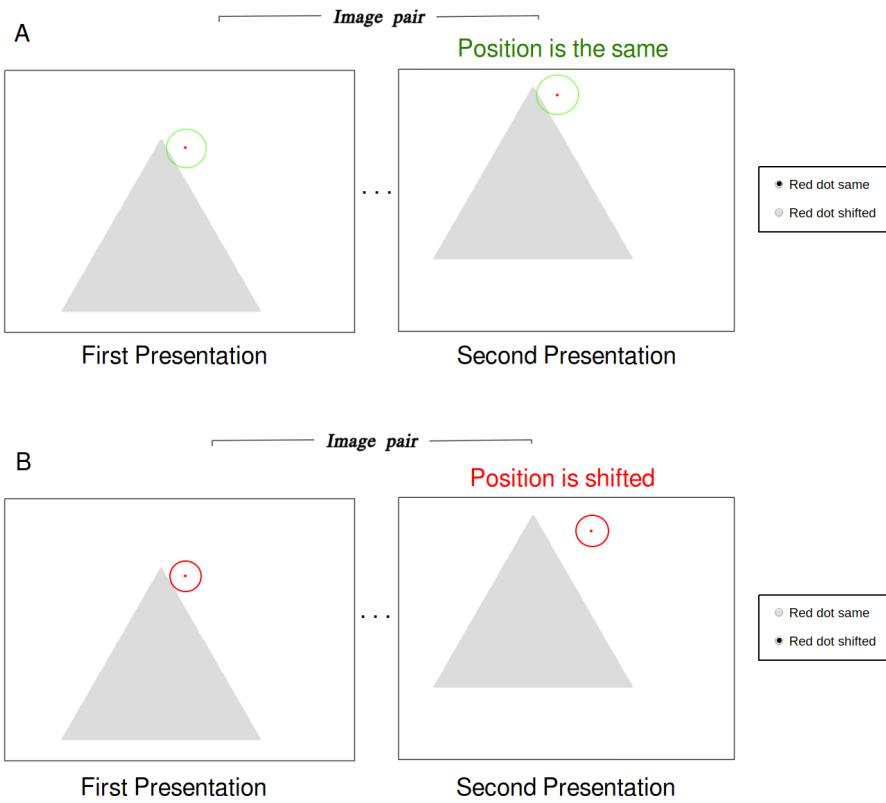 Image pair
A
Position is the same
. . .
Red dot same
Red dot shifted
First Presentation
Second Presentation
Image pair
B
Position is shifted
. . .
Red dot same
Red dot shifted
First Presentation
Second Presentation